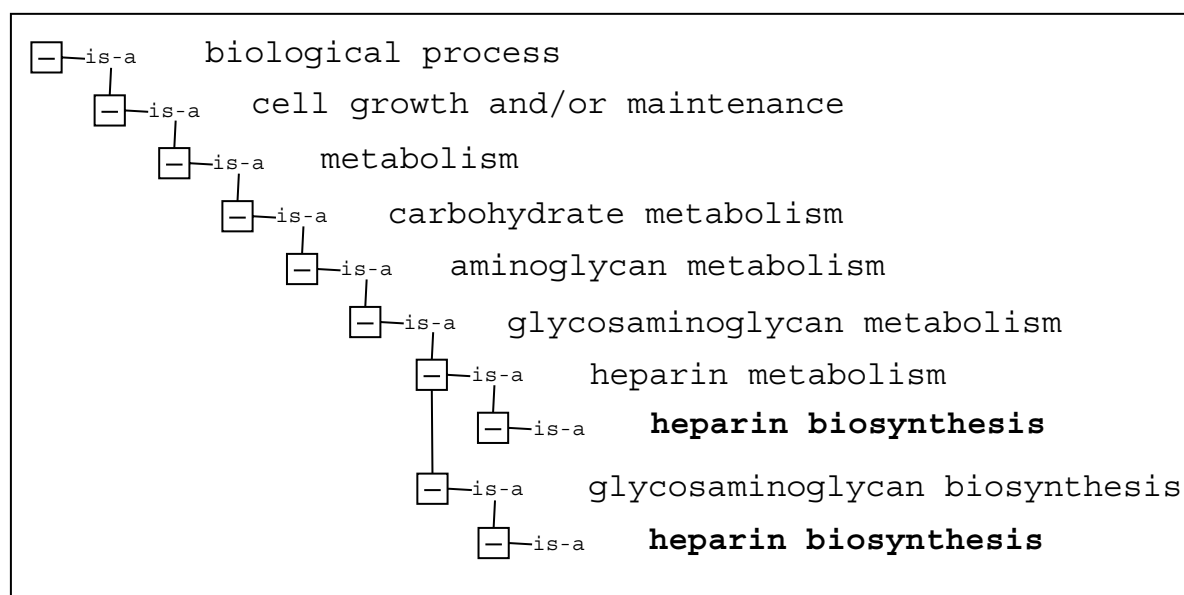 is-a biological process
is-a cell growth and/or maintenance
is-a metabolism
is-a carbohydrate metabolism
is-a aminoglycan metabolism
is-a glycosaminoglycan metabolism
is-a heparin metabolism
is-a heparin biosynthesis
is-a glycosaminoglycan biosynthesis
is-a heparin biosynthesis